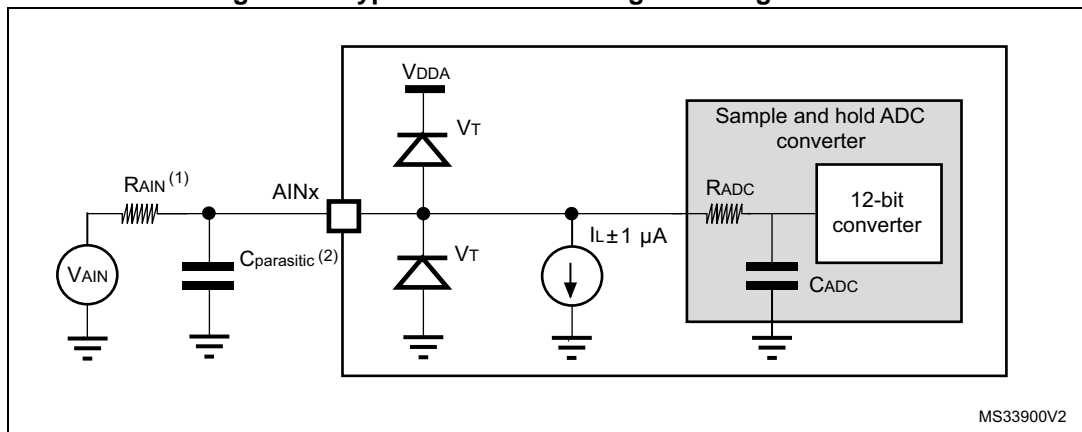 VDDA
VT
Sample and hold ADC
converter
RAIN (1)
AINx
RADC
12-bit
converter
IL±1 µA
VAIN
Cparasitic (2)
VT
CADC
MS33900V2